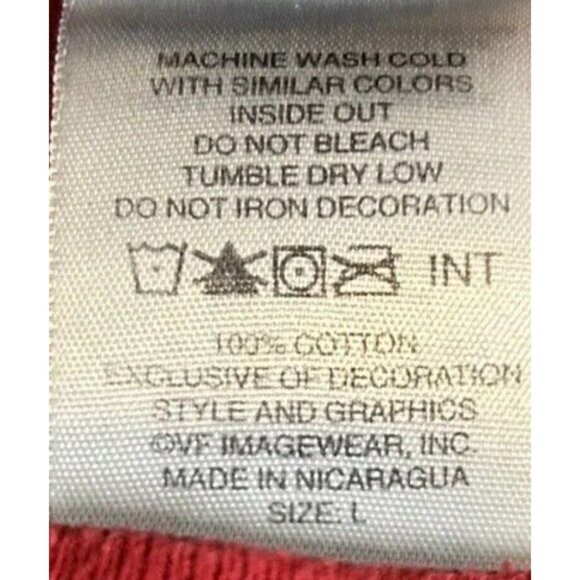 MACHINE WASH COLD
WITH SIMILAR COLORS
INSIDE OUT
DO NOT BLEACH
TUMBLE DRY LOW
DO NOT IRON DECORATION
INT
100% COTTON
EXCLUSIVE OF DECORATION
STYLE AND GRAPHICS
©VF IMAGEWEAR, INC.
MADE IN NICARAGUA
SIZE: L